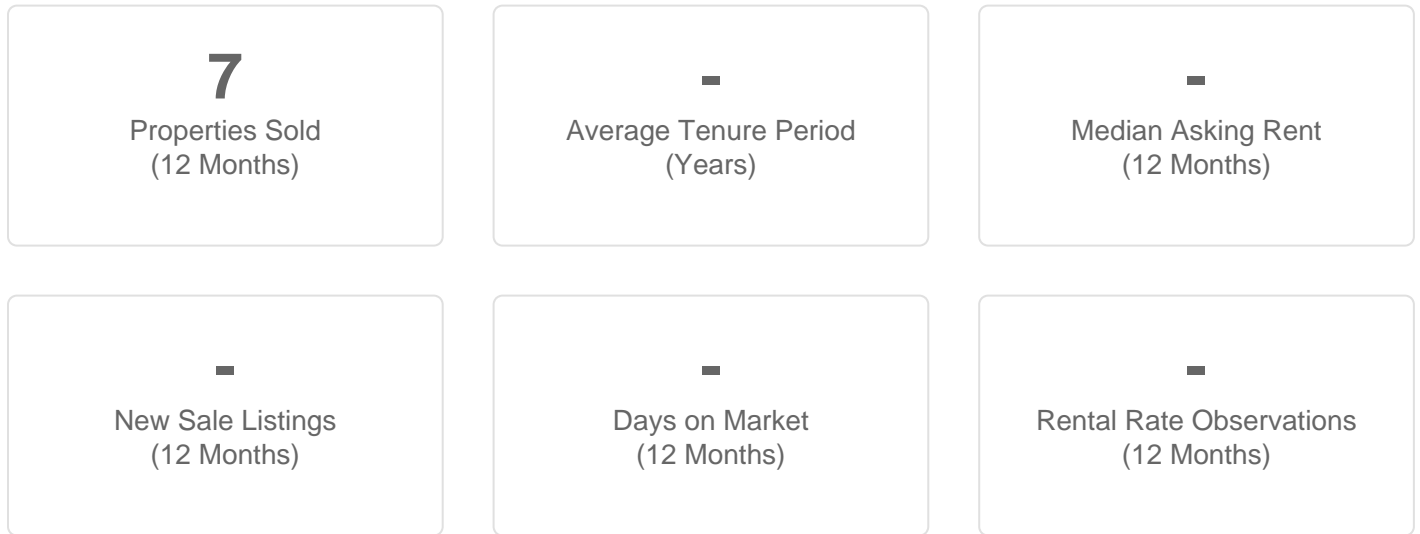 7
Properties Sold
(12 Months)
-
Average Tenure Period
(Years)
-
Median Asking Rent
(12 Months)
-
New Sale Listings
(12 Months)
-
Days on Market
(12 Months)
-
Rental Rate Observations
(12 Months)